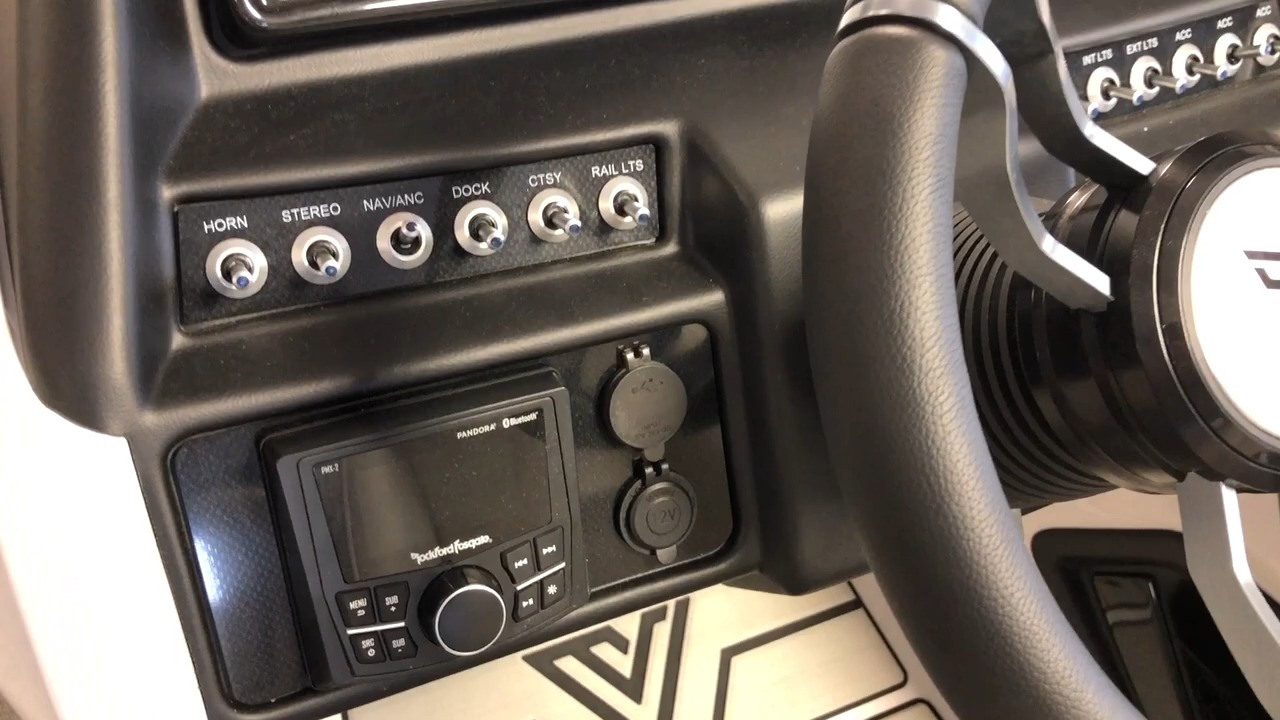 INT LTS EXT LTS ACC ACC ACC
HORN STEREO NAV/ANC DOCK CTSY RAIL LTS
PANDORA Bluetooth
PMX-2
rockford fosgate
MENU SUB +
SRC SUB -
12V